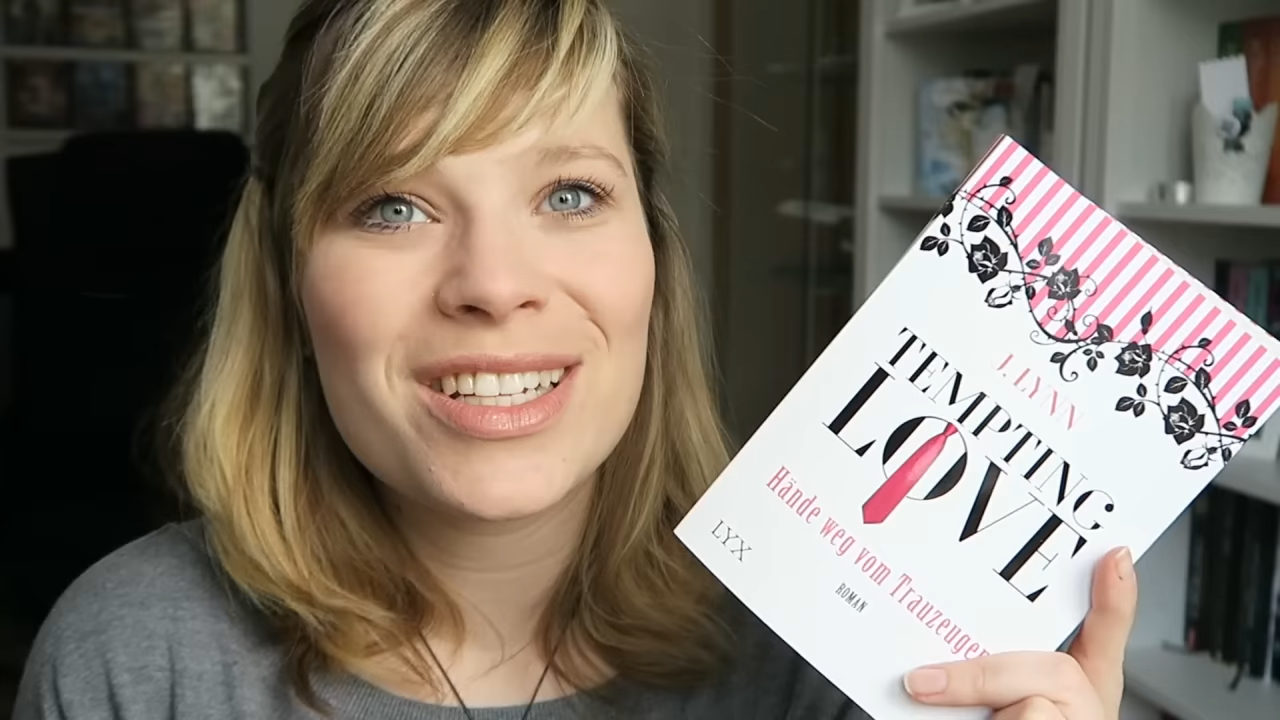 J. LYNN
TEMPTING
LOVE
Hände weg vom Trauzeugen
ROMAN
LYX